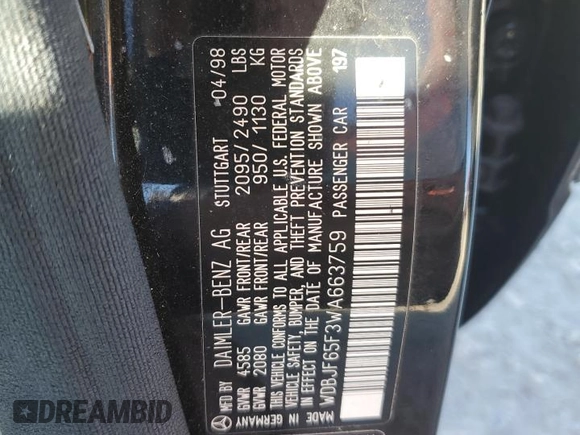 MFD BY DAIMLER-BENZ AG STUTTGART 04/98
GVWR 4585 GAWR FRONT/REAR 2095/2490 LBS
GVWR 2080 GAWR FRONT/REAR 950/1130 KG
THIS VEHICLE CONFORMS TO ALL APPLICABLE U.S. FEDERAL MOTOR
VEHICLE SAFETY, BUMPER, AND THEFT PREVENTION STANDARDS
IN EFFECT ON THE DATE OF MANUFACTURE SHOWN ABOVE
WDBJF65F3WA663759 PASSENGER CAR 197
MADE IN GERMANY
DREAMBID